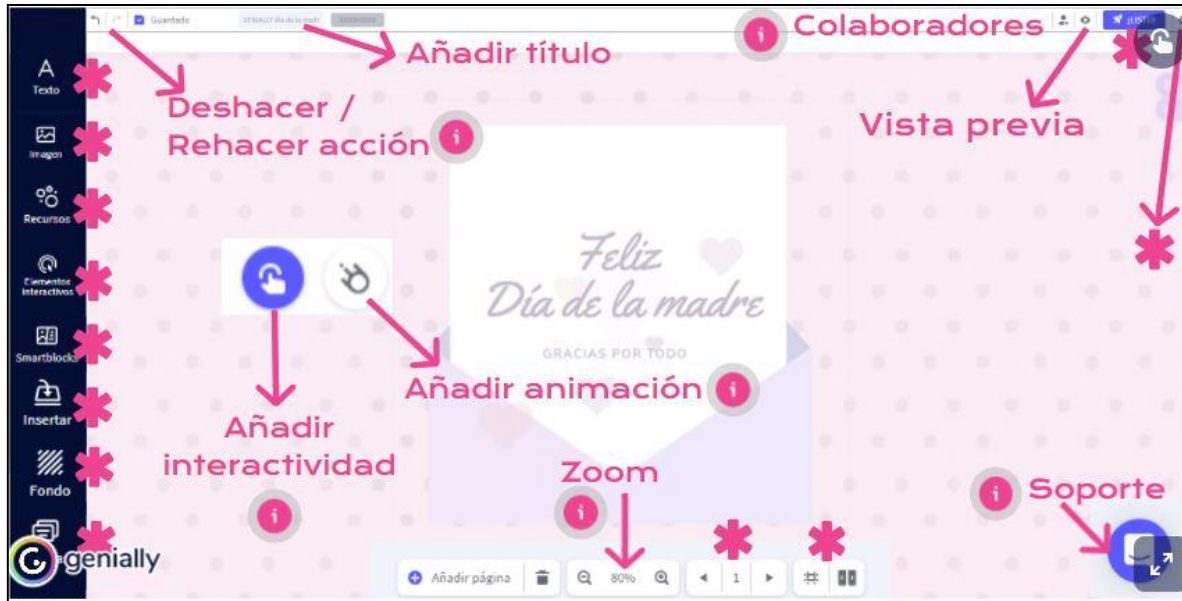 Guardado
Colaboradores
¡LISTO!
Añadir título
Texto
Deshacer /
Rehacer acción
Vista previa
Imagen
Recursos
Feliz
Día de la madre
GRACIAS POR TODO
Elementos
interactivos
Smartblocks
Añadir animación
Insertar
Añadir
interactividad
Zoom
Fondo
Soporte
genially
Añadir página
80%
1